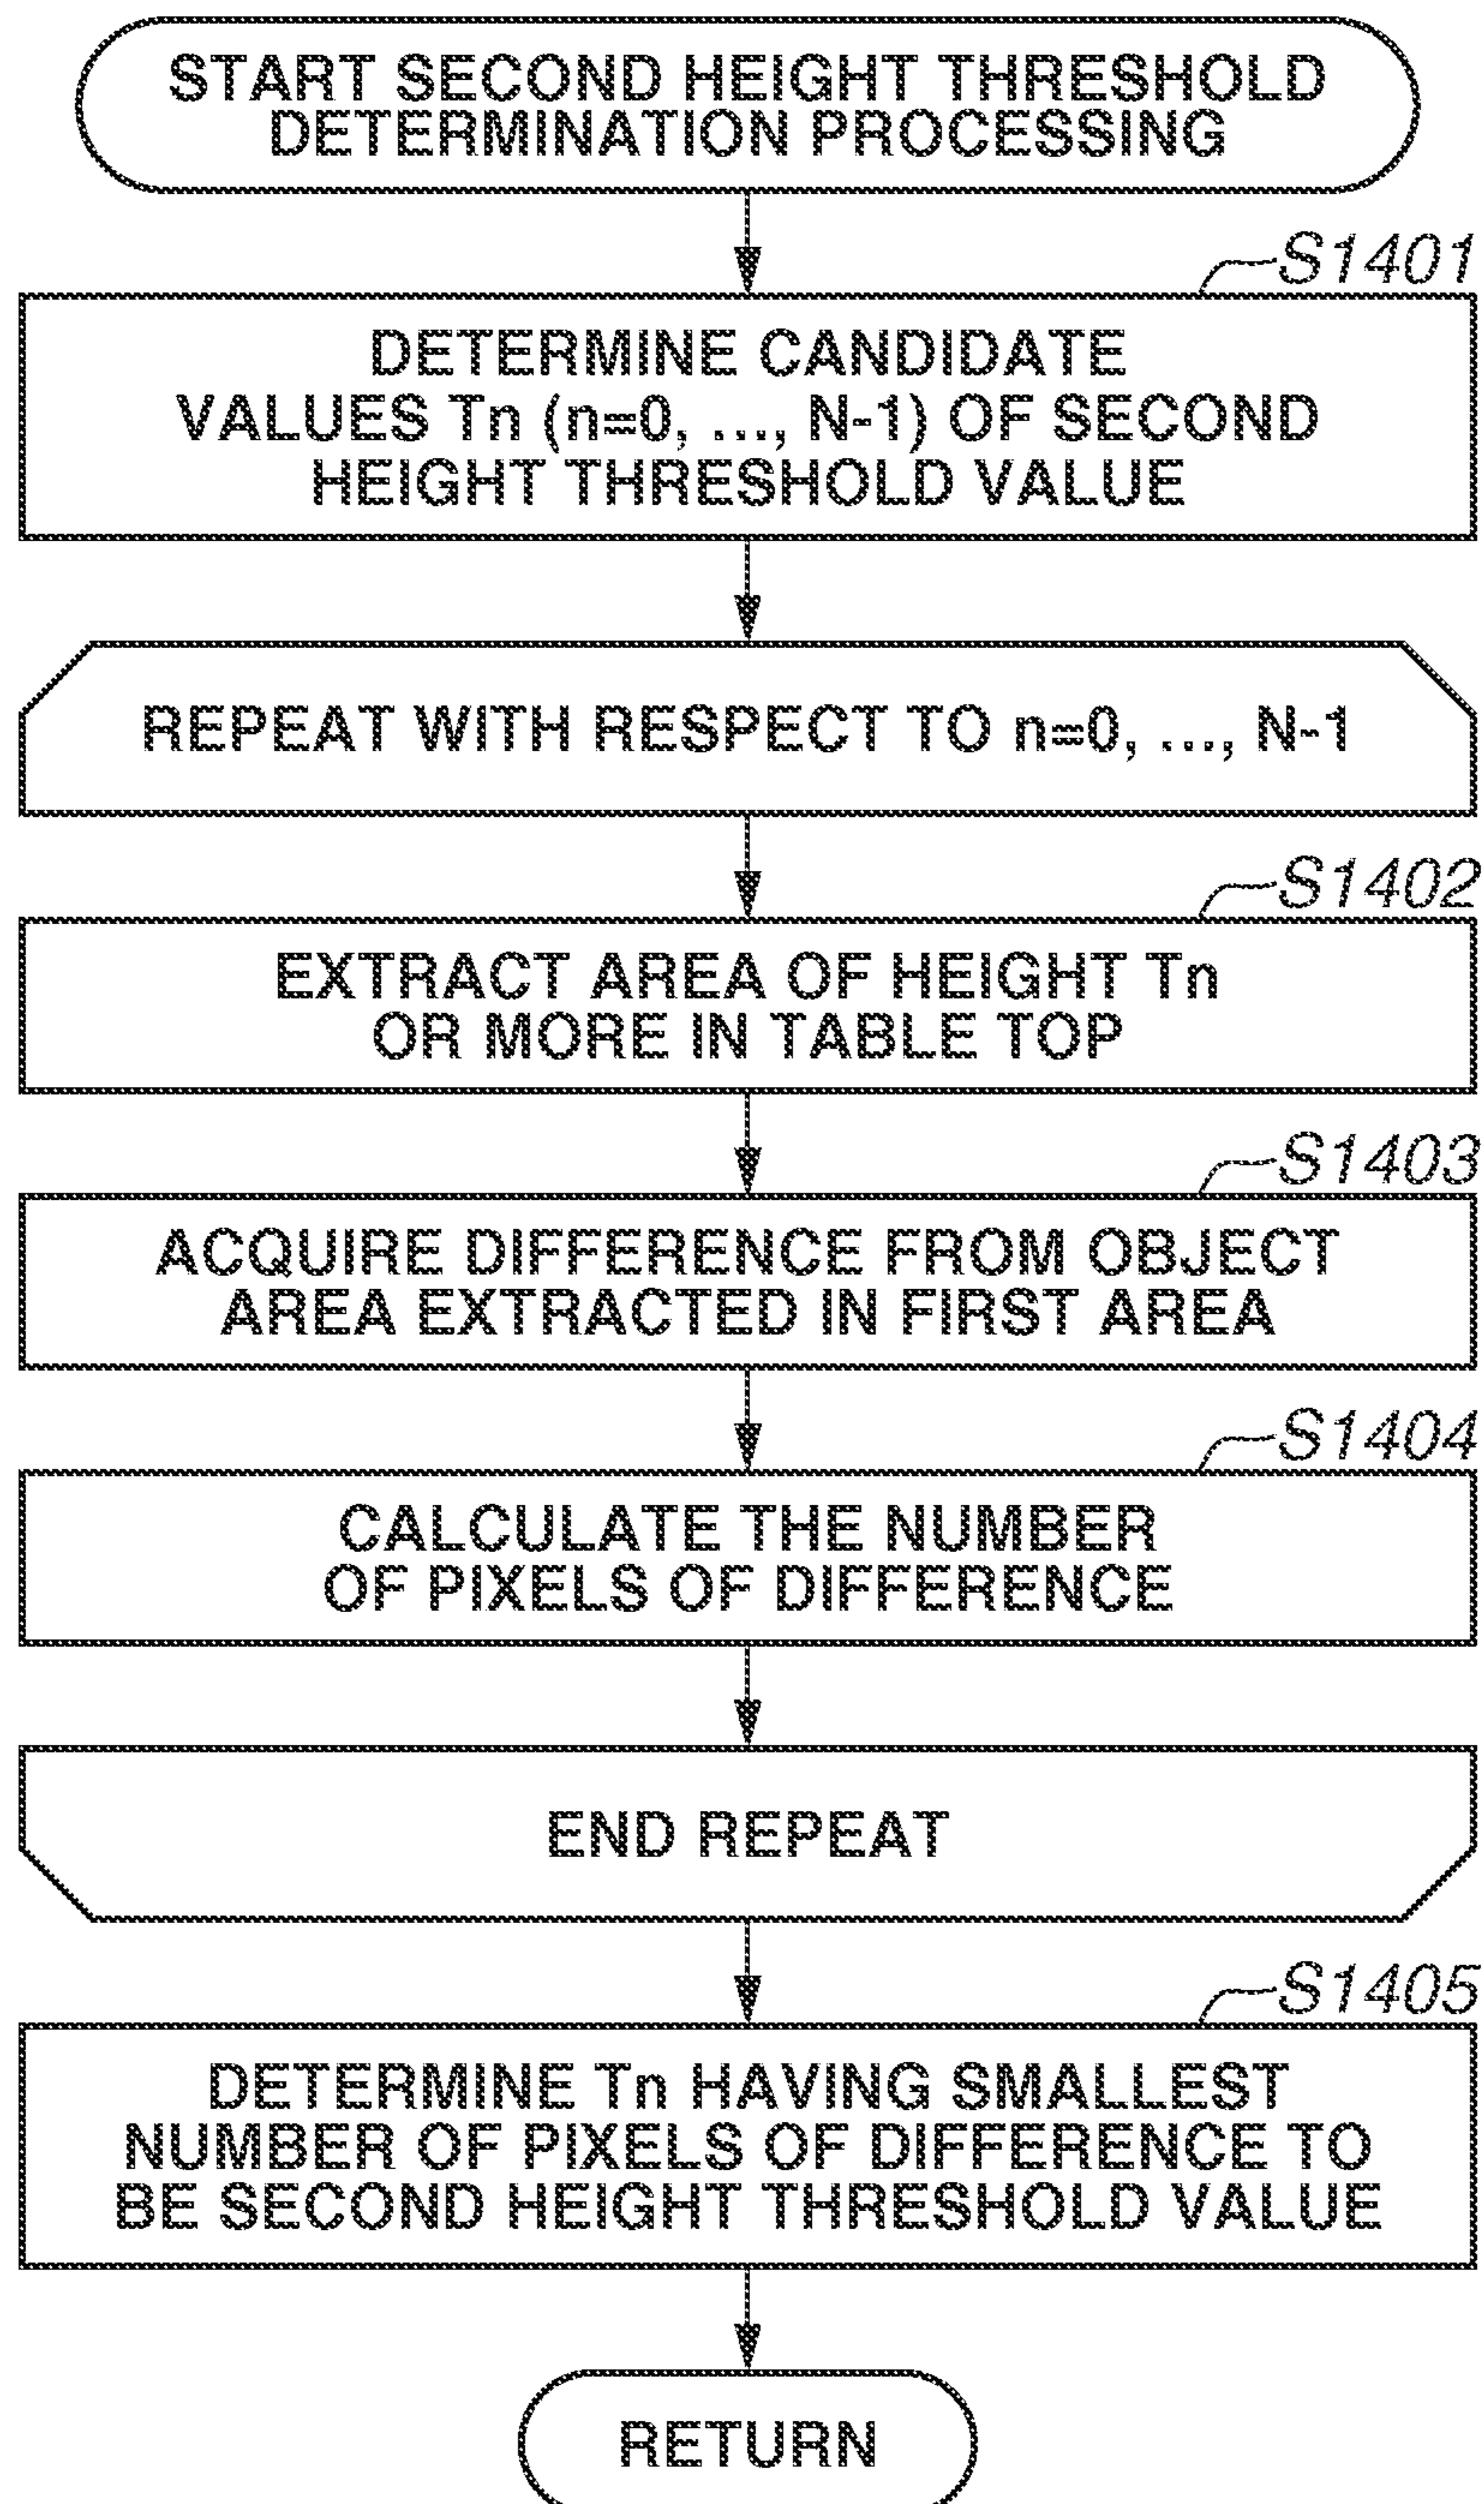 START SECOND HEIGHT THRESHOLD
DETERMINATION PROCESSING
S1401
DETERMINE CANDIDATE
VALUES Tn (n=0, ..., N-1) OF SECOND
HEIGHT THRESHOLD VALUE
REPEAT WITH RESPECT TO n=0, ..., N-1
S1402
EXTRACT AREA OF HEIGHT Tn
OR MORE IN TABLE TOP
S1403
ACQUIRE DIFFERENCE FROM OBJECT
AREA EXTRACTED IN FIRST AREA
S1404
CALCULATE THE NUMBER
OF PIXELS OF DIFFERENCE
END REPEAT
S1405
DETERMINE Tn HAVING SMALLEST
NUMBER OF PIXELS OF DIFFERENCE TO
BE SECOND HEIGHT THRESHOLD VALUE
RETURN